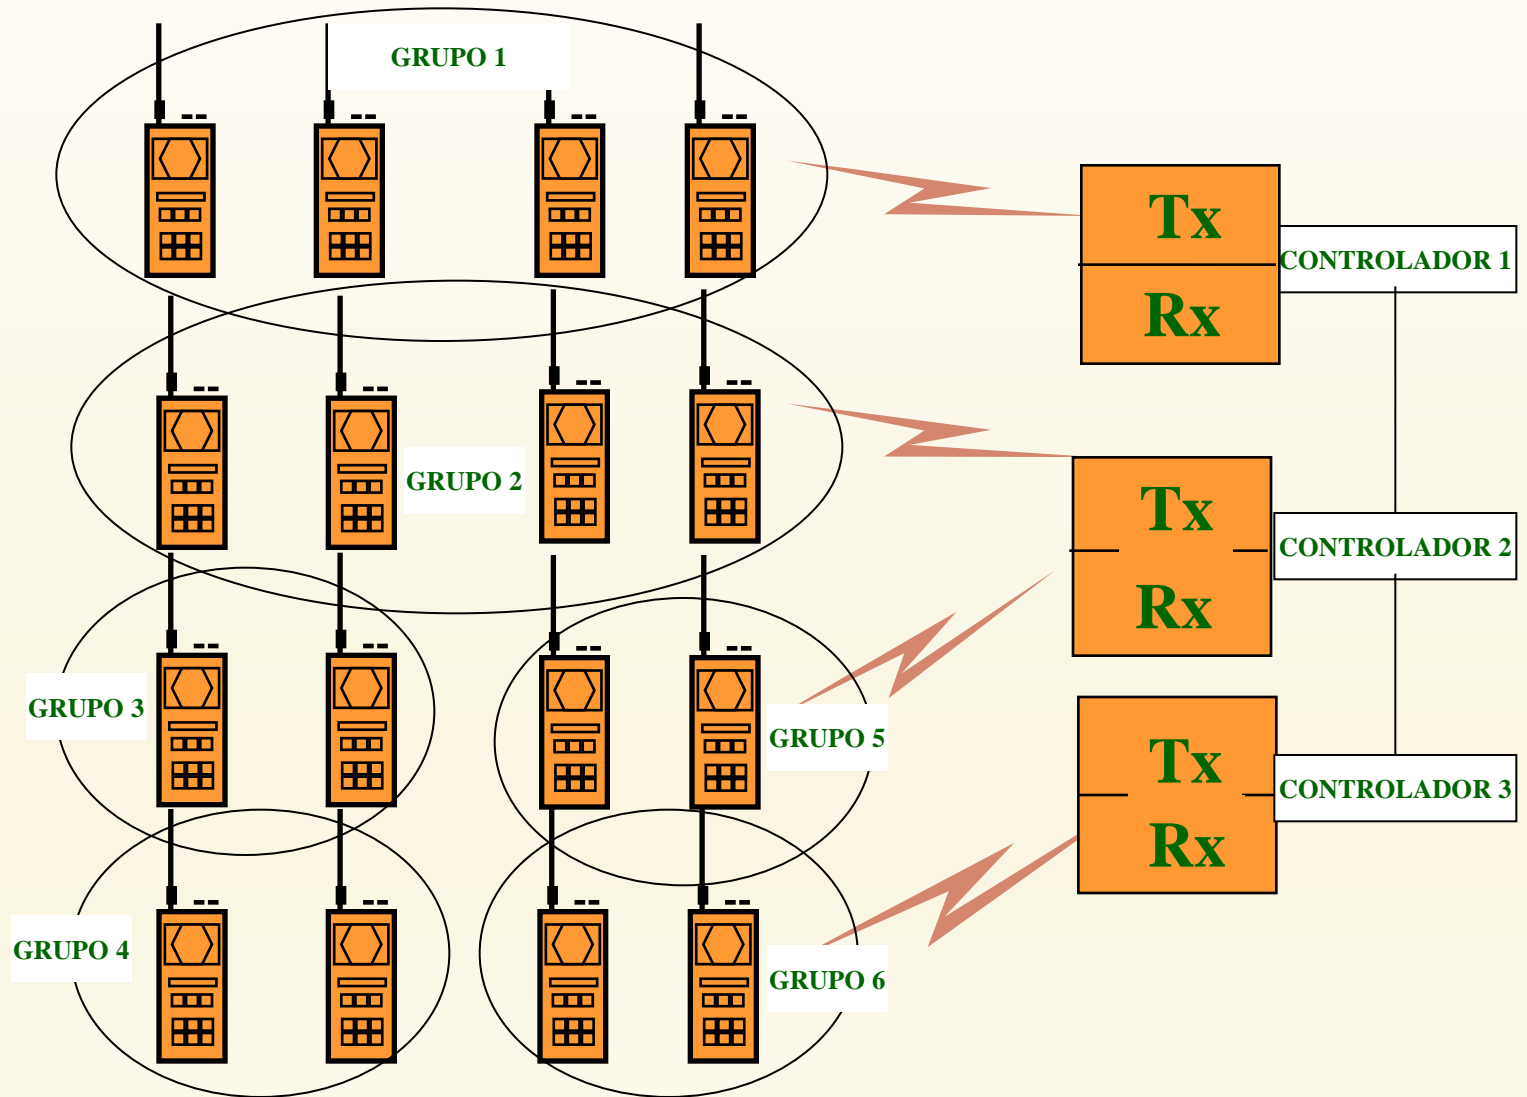 GRUPO 1
Tx
CONTROLADOR 1
Rx
GRUPO 2
Tx
CONTROLADOR 2
Rx
GRUPO 3
GRUPO 5
Tx
CONTROLADOR 3
Rx
GRUPO 4
GRUPO 6